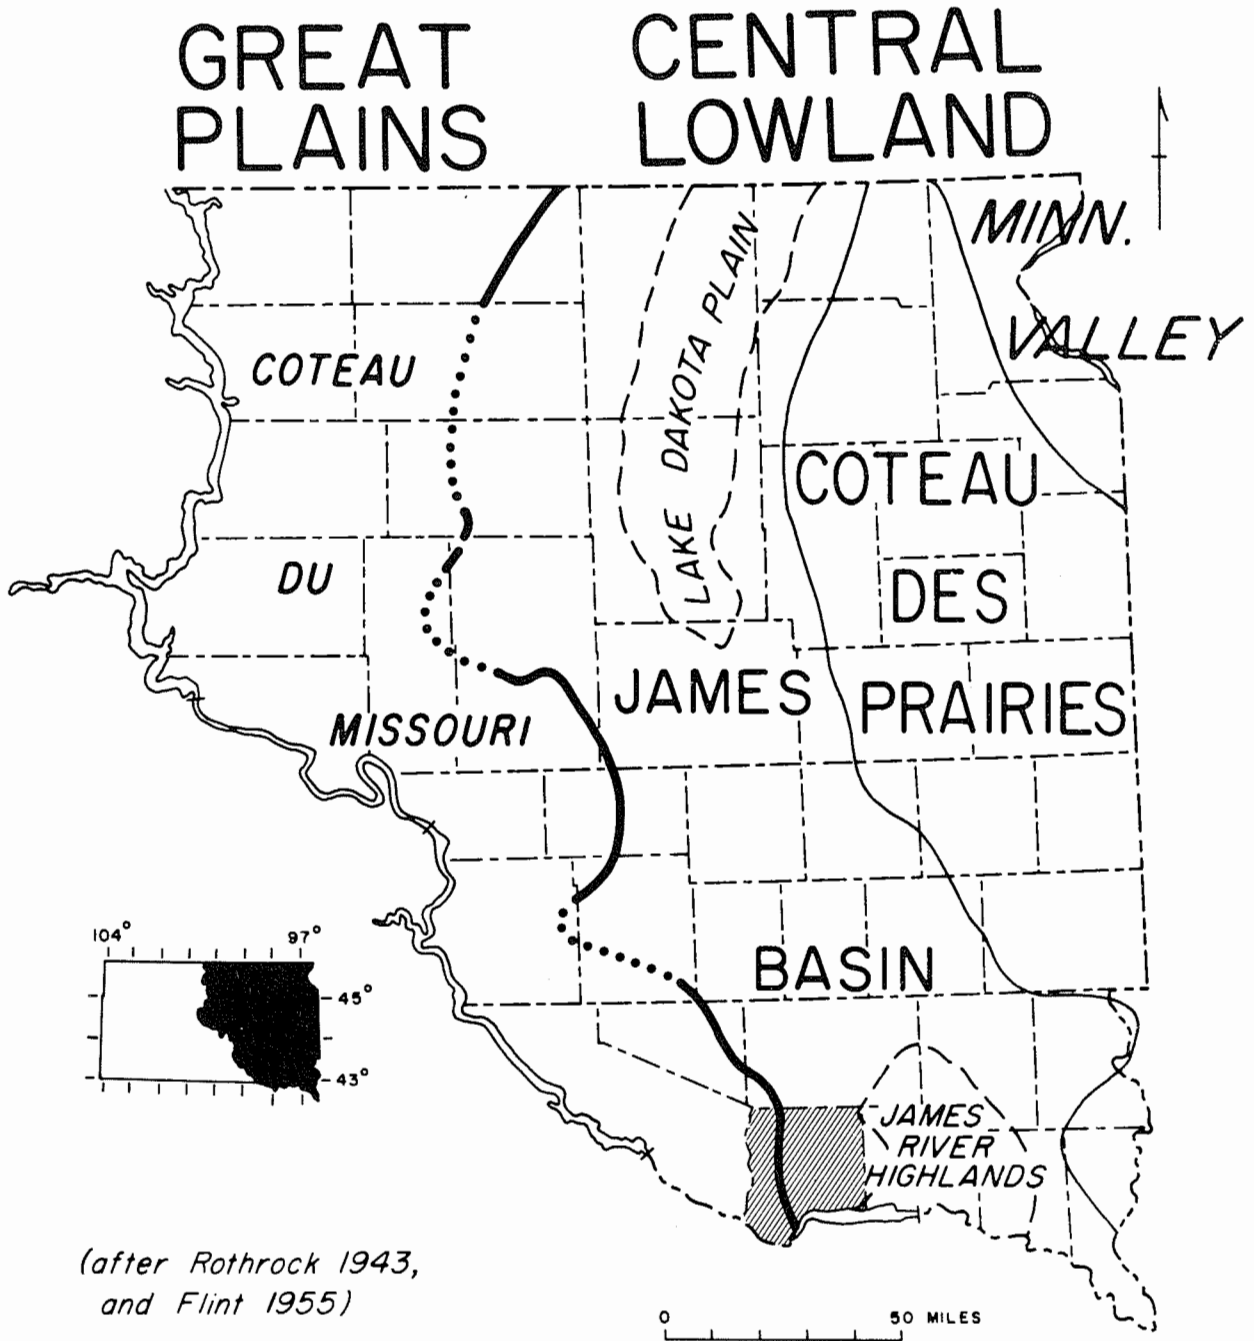 GREAT
PLAINS
CENTRAL
LOWLAND
MINN.
VALLEY
LAKE DAKOTA PLAIN
COTEAU
DU
MISSOURI
COTEAU
DES
PRAIRIES
JAMES
BASIN
JAMES
RIVER
HIGHLANDS
104° 97°
45°
43°
(after Rothrock 1943,
and Flint 1955)
0 50 MILES